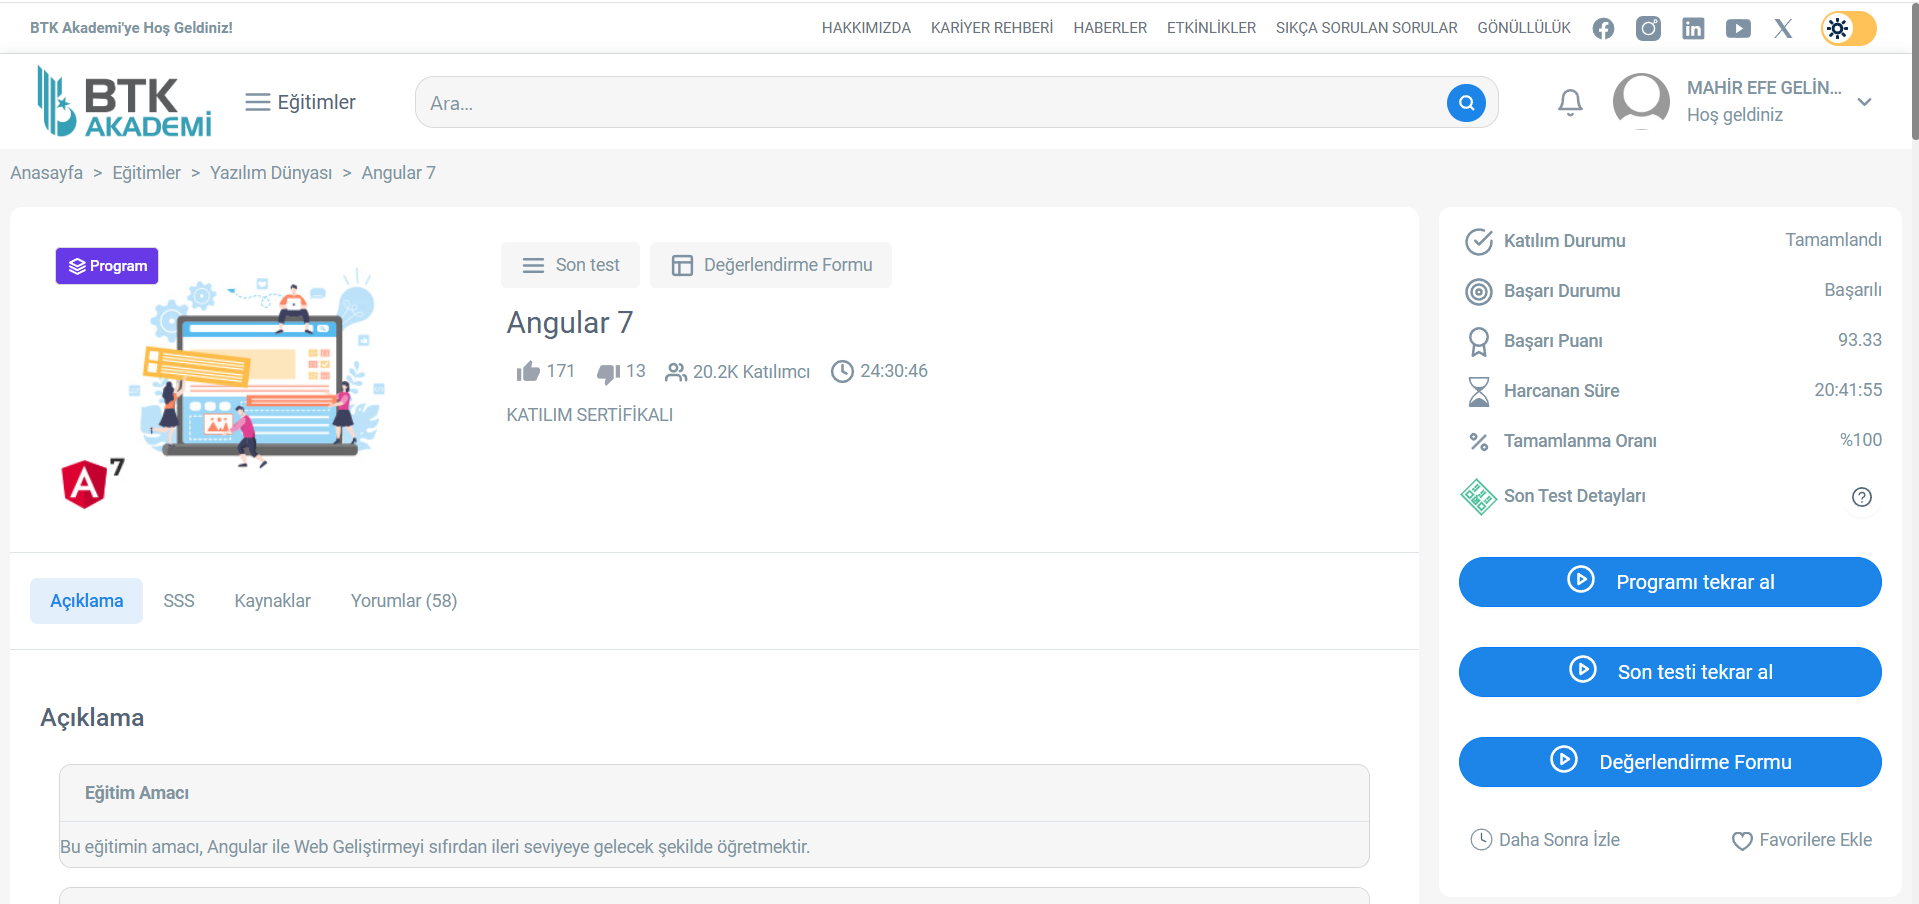 BTK Akademi'ye Hoş Geldiniz!
HAKKIMIZDA KARİYER REHBERİ HABERLER ETKİNLİKLER SIKÇA SORULAN SORULAR GÖNÜLLÜLÜK
BTK
AKADEMİ
Eğitimler
Ara...
MAHİR EFE GELİN...
Hoş geldiniz
Anasayfa > Eğitimler > Yazılım Dünyası > Angular 7
Program
A 7
Son test
Değerlendirme Formu
Angular 7
171 13 20.2K Katılımcı 24:30:46
KATILIM SERTİFİKALI
Açıklama SSS Kaynaklar Yorumlar (58)
Açıklama
Eğitim Amacı
Bu eğitimin amacı, Angular ile Web Geliştirmeyi sıfırdan ileri seviyeye gelecek şekilde öğretmektir.
Katılım Durumu Tamamlandı
Başarı Durumu Başarılı
Başarı Puanı 93.33
Harcanan Süre 20:41:55
Tamamlanma Oranı %100
Son Test Detayları ?
Programı tekrar al
Son testi tekrar al
Değerlendirme Formu
Daha Sonra İzle Favorilere Ekle